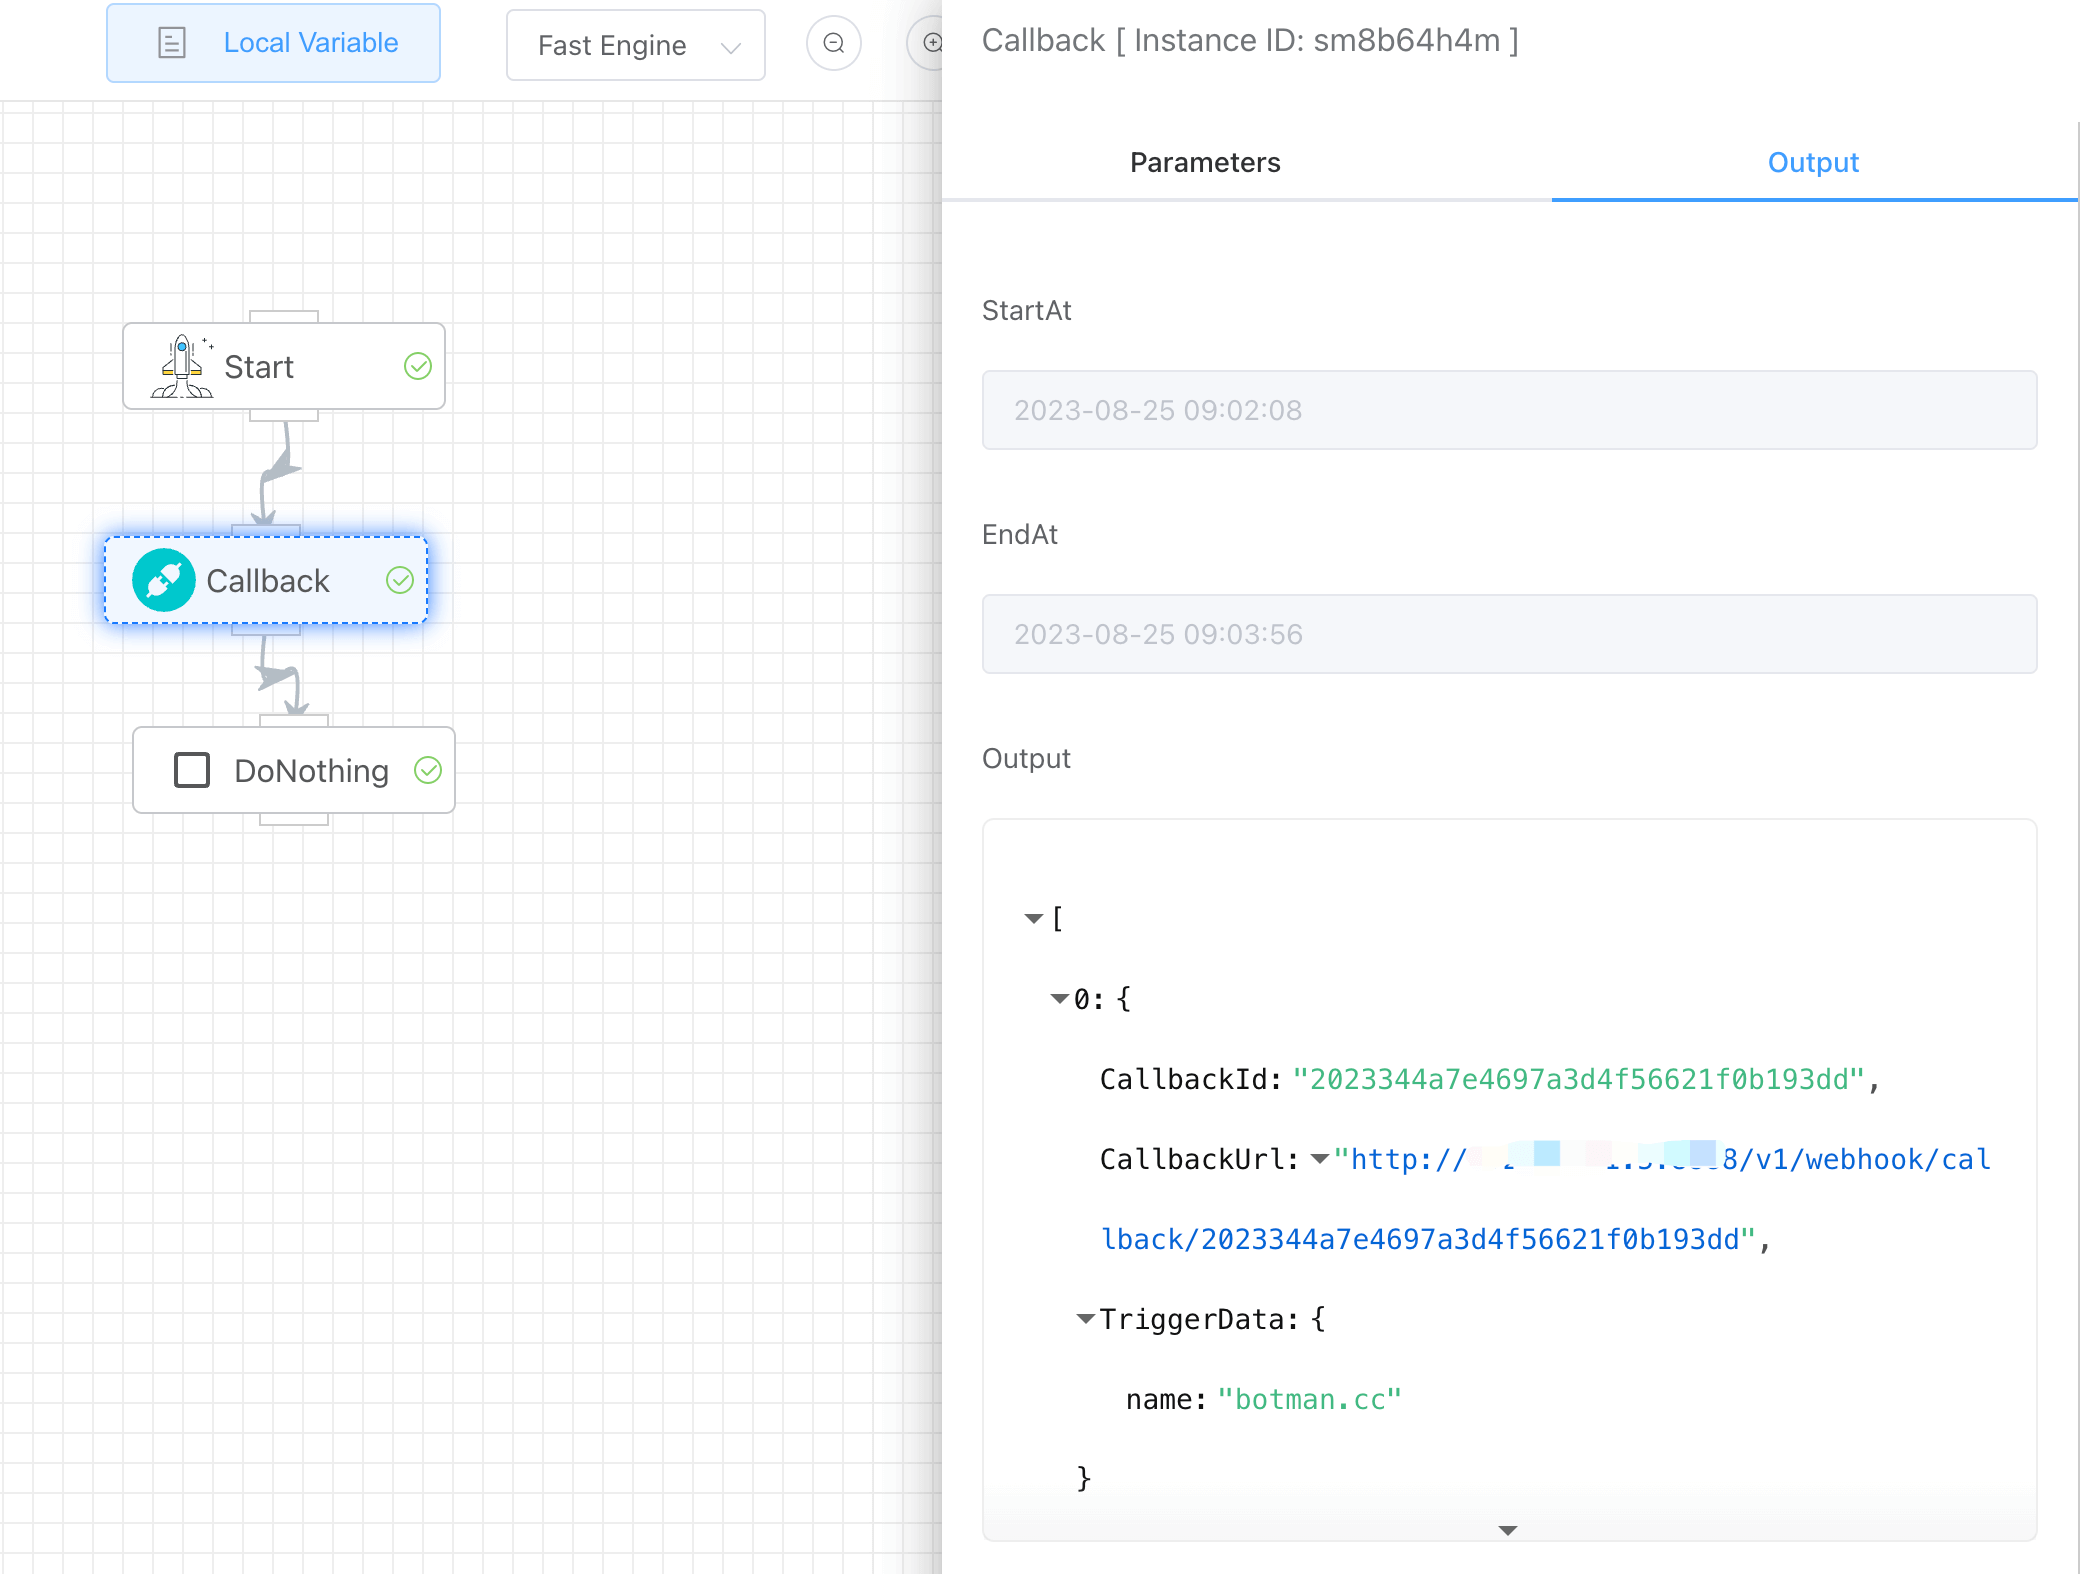 Local Variable
Fast Engine
Start
Callback
DoNothing
Callback [ Instance ID: sm8b64h4m ]
Parameters
Output
StartAt
2023-08-25 09:02:08
EndAt
2023-08-25 09:03:56
Output
[
0: {
CallbackId: "2023344a7e4697a3d4f56621f0b193dd",
CallbackUrl: "http:// 8/v1/webhook/cal
lback/2023344a7e4697a3d4f56621f0b193dd",
TriggerData: {
name: "botman.cc"
}